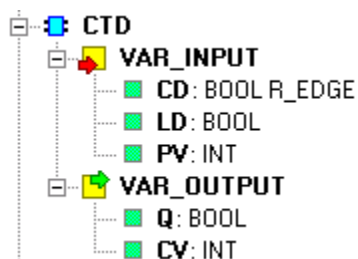 CTD
VAR_INPUT
CD: BOOL R_EDGE
LD: BOOL
PV: INT
VAR_OUTPUT
Q: BOOL
CV: INT